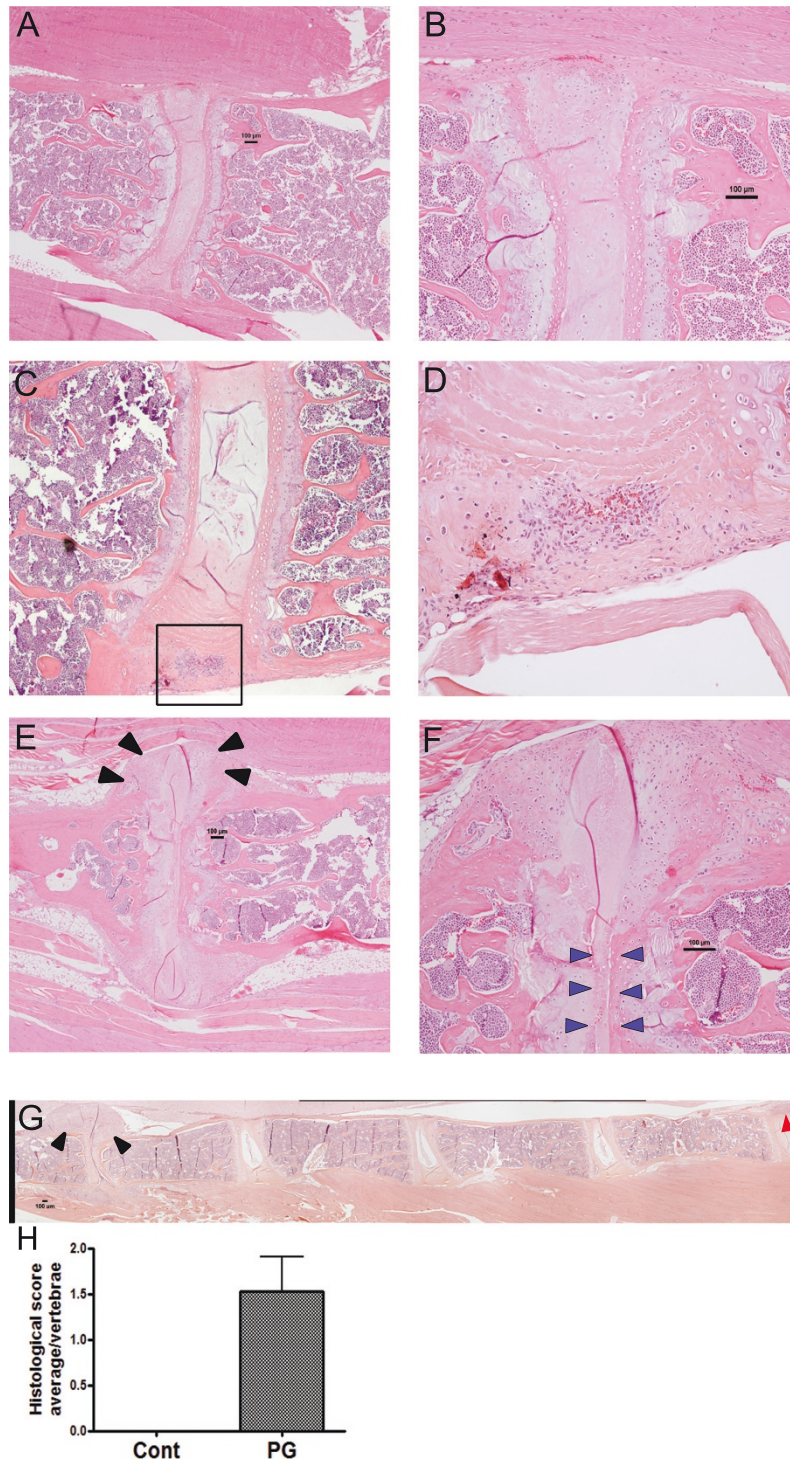 A
B
100 µm
100 µm
C
D
E
F
100 µm
100 µm
G
100 µm
H
2.0
1.5
1.0
0.5
0.0
Histological score
average/vertebrae
Cont
PG